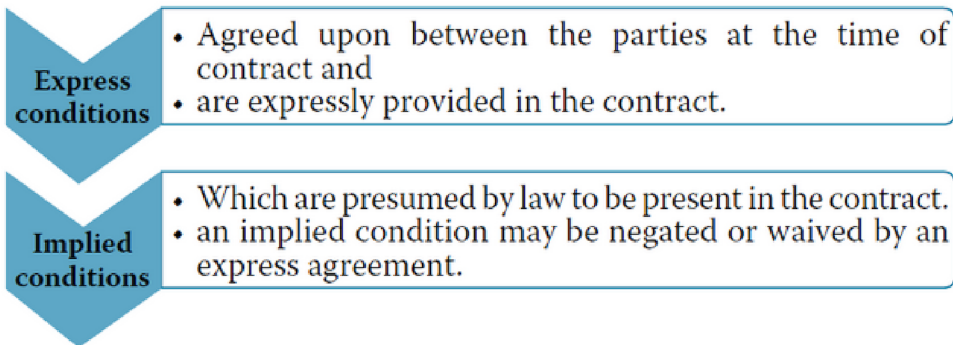 Express
conditions
• Agreed upon between the parties at the time of
contract and
• are expressly provided in the contract.
Implied
conditions
• Which are presumed by law to be present in the contract.
• an implied condition may be negated or waived by an
express agreement.